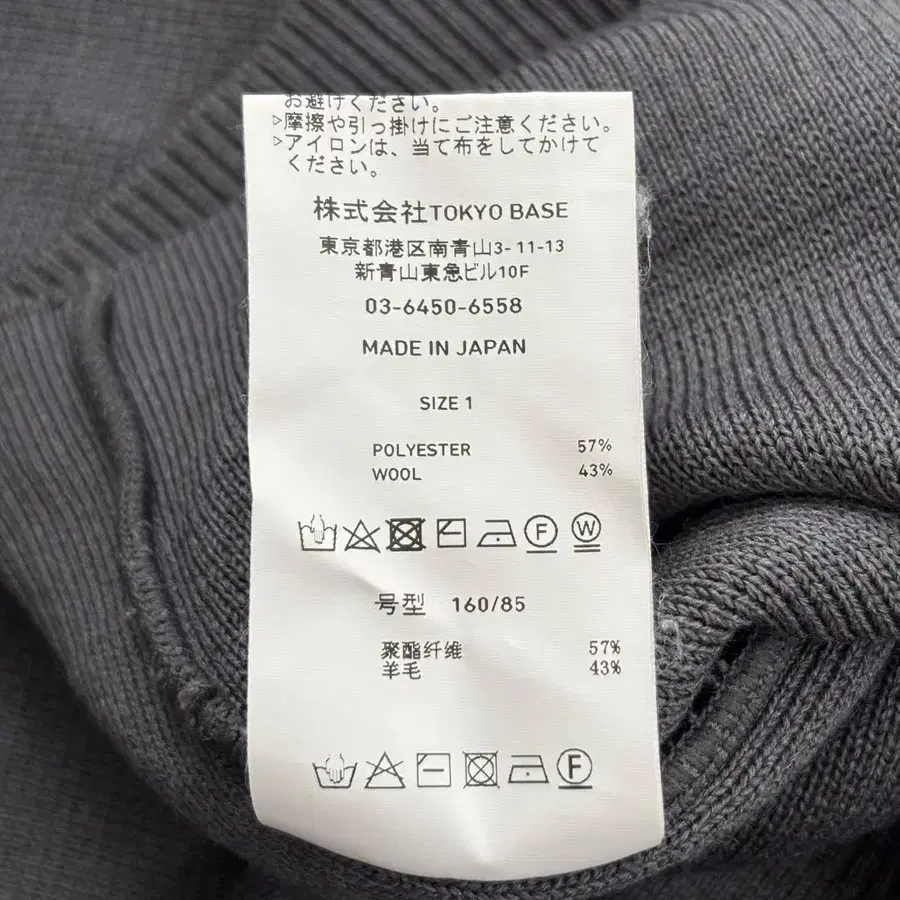 お避けください。
▷摩擦や引っ掛けにご注意ください。
▷アイロンは、当て布をしてかけて
ください。
株式会社TOKYO BASE
東京都港区南青山3-11-13
新青山東急ビル10F
03-6450-6558
MADE IN JAPAN
SIZE 1
POLYESTER 57%
WOOL 43%
F W
号型 160/85
聚酯纤维 57%
羊毛 43%
F